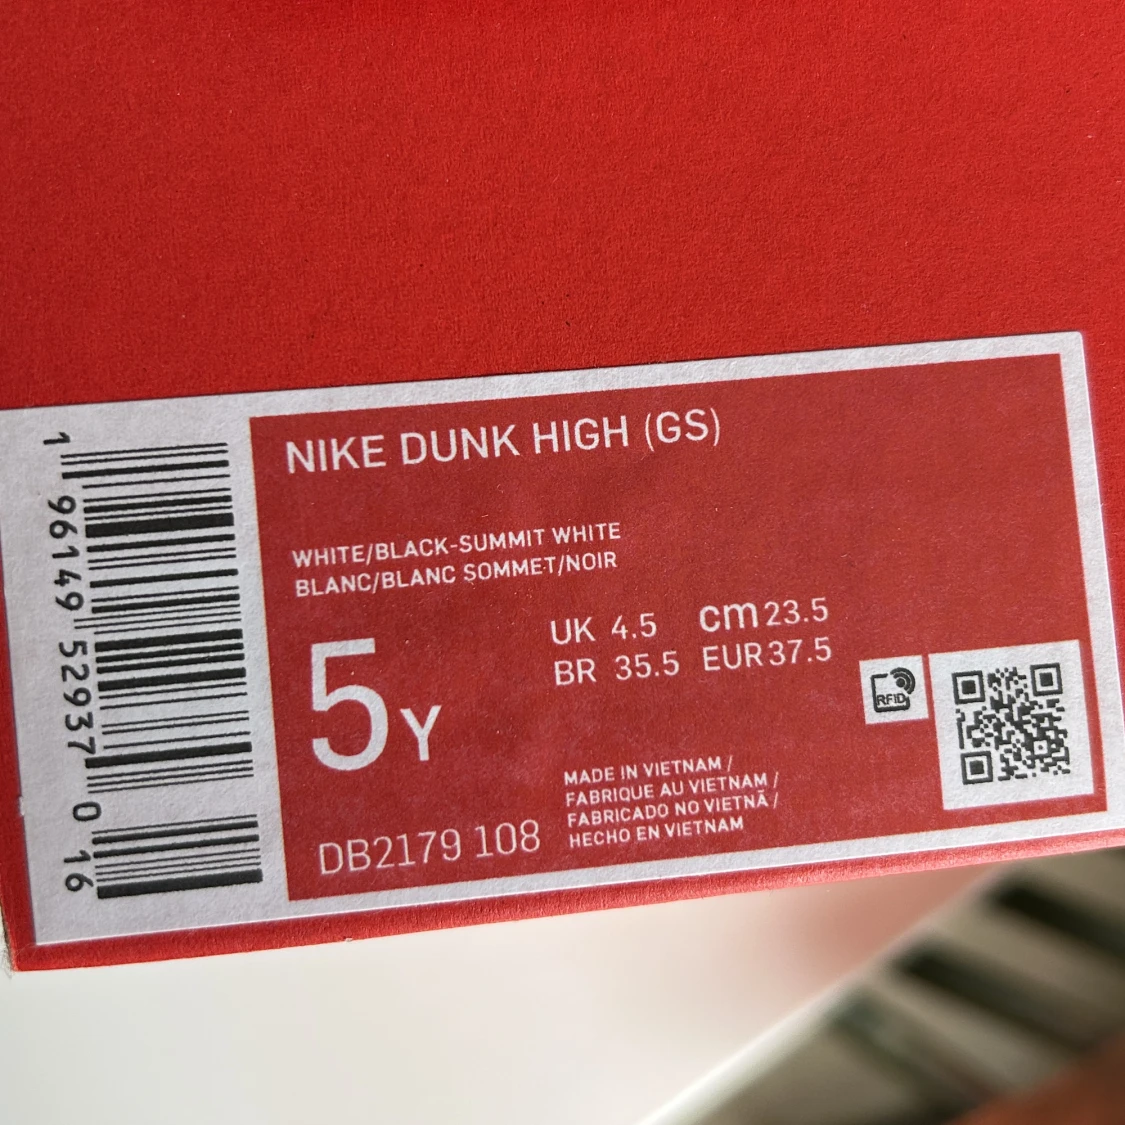 NIKE DUNK HIGH (GS)
WHITE/BLACK-SUMMIT WHITE
BLANC/BLANC SOMMET/NOIR
5Y
UK 4.5 cm 23.5
BR 35.5 EUR 37.5
RFID
MADE IN VIETNAM /
FABRIQUE AU VIETNAM /
FABRICADO NO VIETNÃ /
HECHO EN VIETNAM
DB2179 108
1 96149 52937 0 16